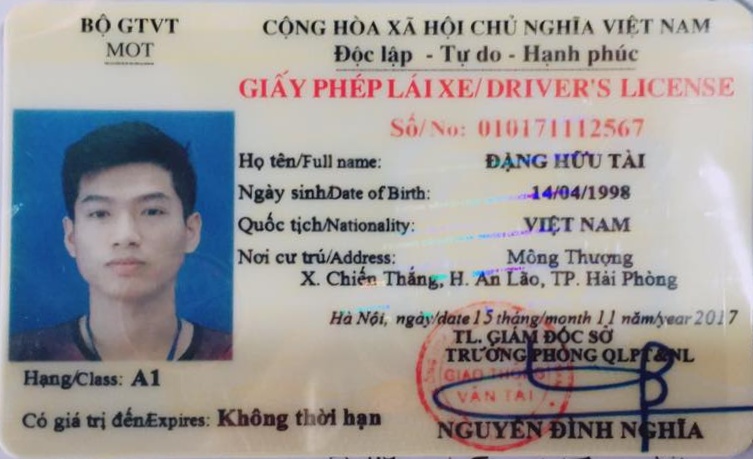 BỘ GTVT
MOT
CỘNG HÒA XÃ HỘI CHỦ NGHĨA VIỆT NAM
Độc lập - Tự do - Hạnh phúc
GIẤY PHÉP LÁI XE/ DRIVER'S LICENSE
Số/ No: 010171112567
Họ tên/Full name: ĐẶNG HỮU TÀI
Ngày sinh/Date of Birth: 14/04/1998
Quốc tịch/Nationality: VIỆT NAM
Nơi cư trú/Address: Mông Thượng
X. Chiến Thắng, H. An Lão, TP. Hải Phòng
Hà Nội, ngày/date 15 tháng/month 11 năm/year 2017
TL. GIÁM ĐỐC SỞ
TRƯỞNG PHÒNG QLPT&NL
GIAO THÔNG
VẬN TẢI
Hạng/Class: A1
Có giá trị đến/Expires: Không thời hạn
NGUYỄN ĐÌNH NGHĨA